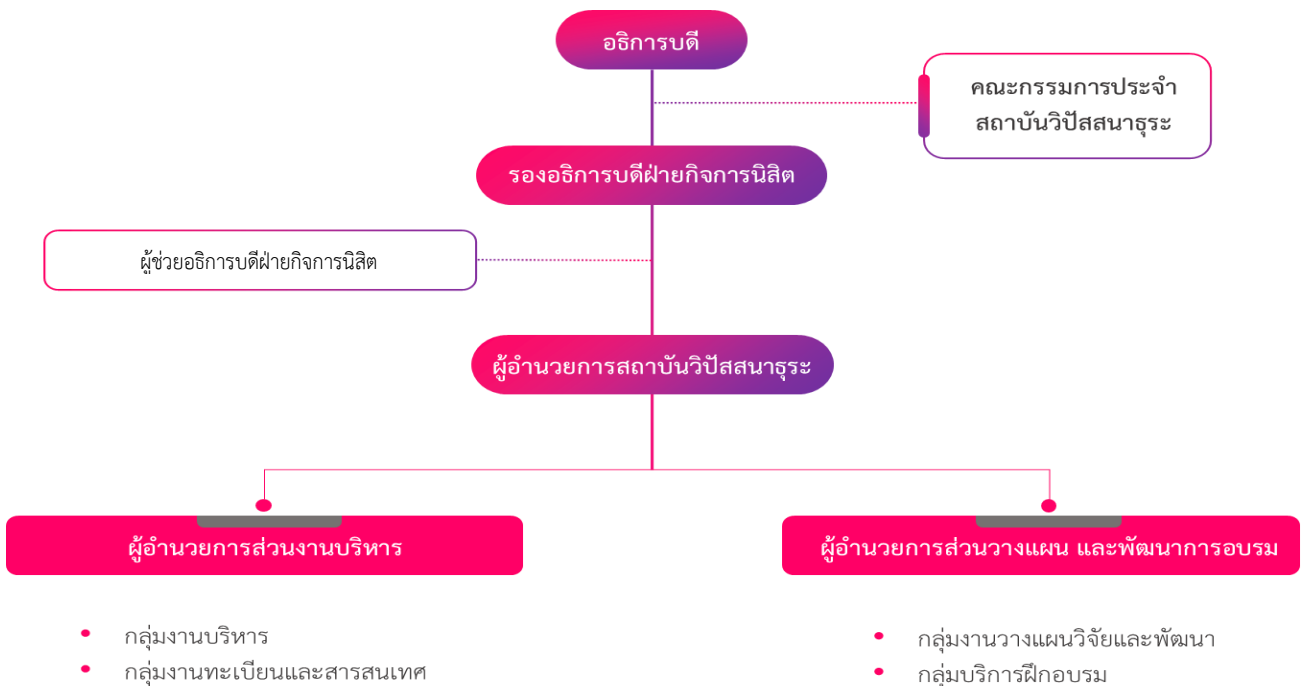 อธิการบดี
คณะกรรมการประจำ
สถาบันวิปัสสนาธุระ
รองอธิการบดีฝ่ายกิจการนิสิต
ผู้ช่วยอธิการบดีฝ่ายกิจการนิสิต
ผู้อำนวยการสถาบันวิปัสสนาธุระ
ผู้อำนวยการส่วนงานบริหาร
• กลุ่มงานบริหาร
• กลุ่มงานทะเบียนและสารสนเทศ
ผู้อำนวยการส่วนวางแผน และพัฒนาการอบรม
• กลุ่มงานวางแผนวิจัยและพัฒนา
• กลุ่มบริการฝึกอบรม